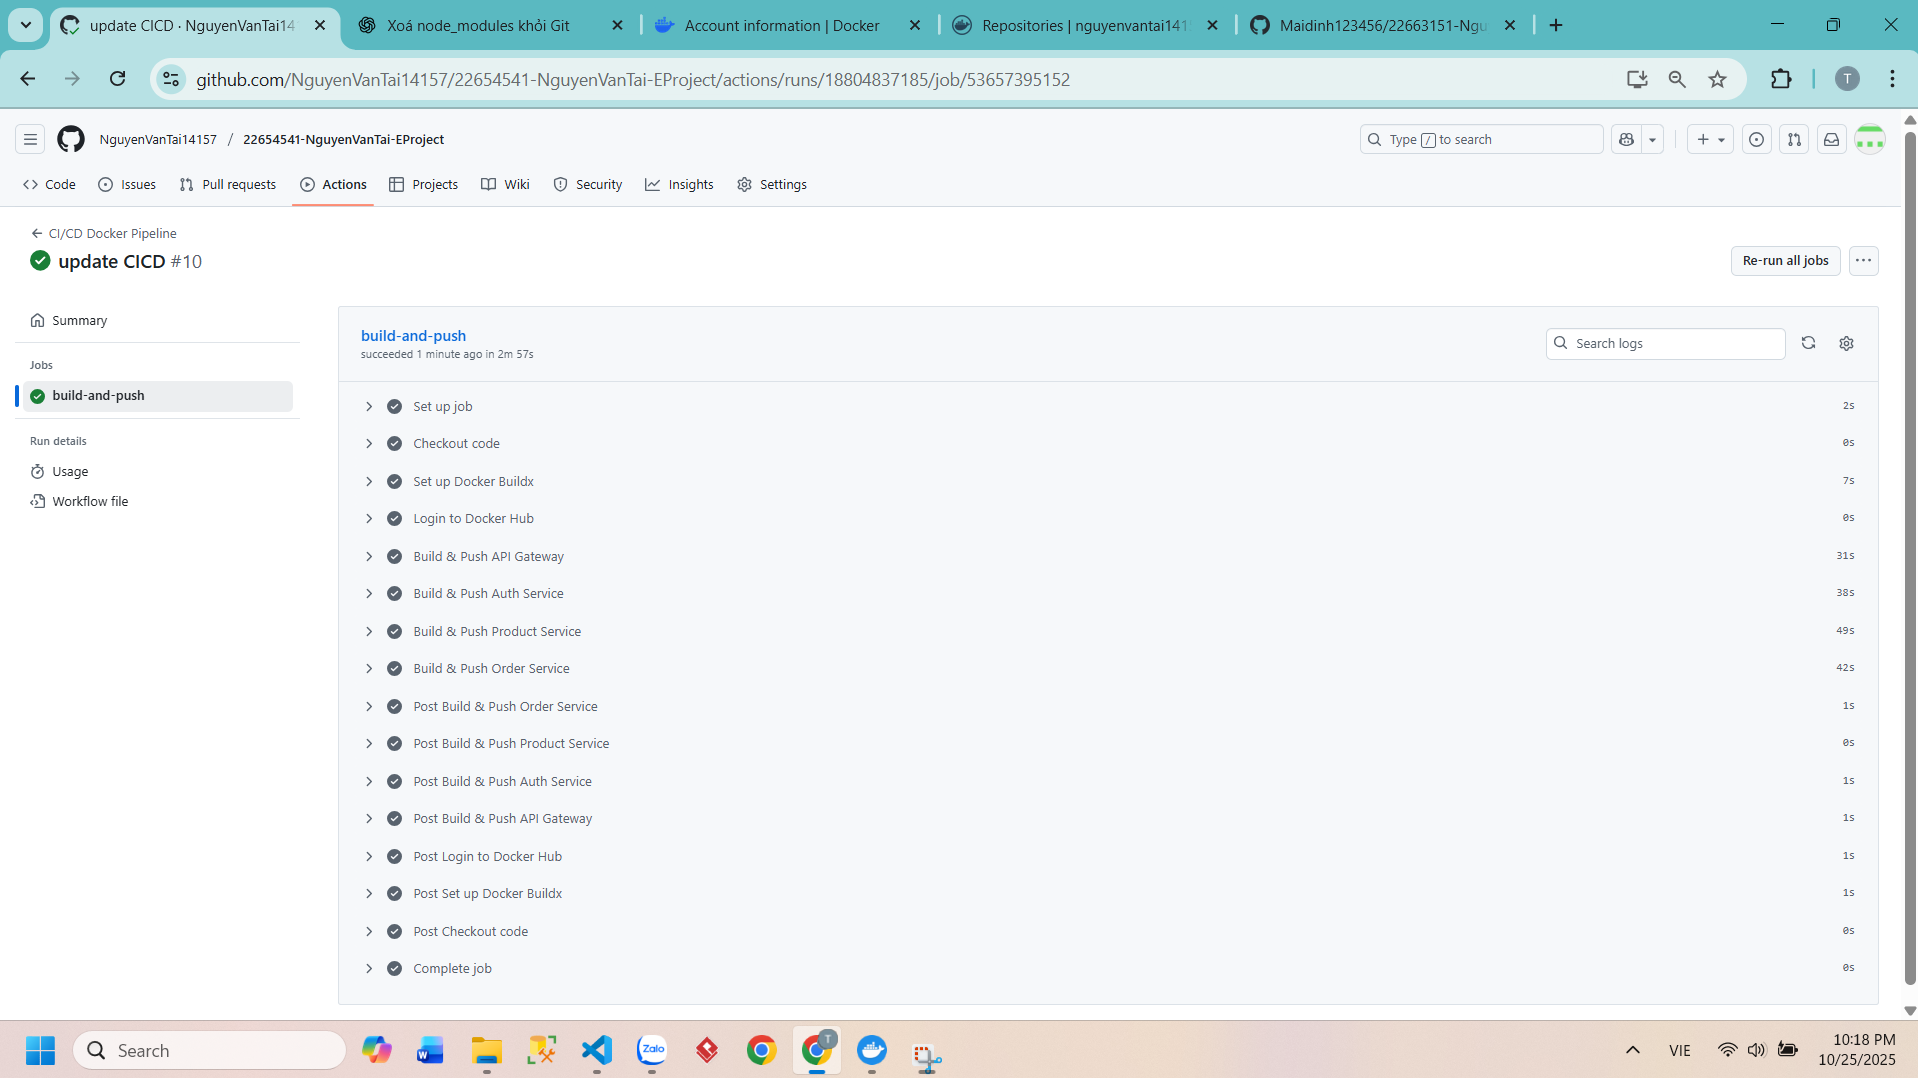 update CICD · NguyenVanTai14
Xoá node_modules khỏi Git
Account information | Docker
Repositories | nguyenvantai1415
Maidinh123456/22663151-Ngu
github.com/NguyenVanTai14157/22654541-NguyenVanTai-EProject/actions/runs/18804837185/job/53657395152
T
NguyenVanTai14157 / 22654541-NguyenVanTai-EProject
Type / to search
Code
Issues
Pull requests
Actions
Projects
Wiki
Security
Insights
Settings
CI/CD Docker Pipeline
update CICD #10
Re-run all jobs
Summary
Jobs
build-and-push
Run details
Usage
Workflow file
build-and-push
succeeded 1 minute ago in 2m 57s
Search logs
Set up job 2s
Checkout code 0s
Set up Docker Buildx 7s
Login to Docker Hub 0s
Build & Push API Gateway 31s
Build & Push Auth Service 38s
Build & Push Product Service 49s
Build & Push Order Service 42s
Post Build & Push Order Service 1s
Post Build & Push Product Service 0s
Post Build & Push Auth Service 1s
Post Build & Push API Gateway 1s
Post Login to Docker Hub 1s
Post Set up Docker Buildx 1s
Post Checkout code 0s
Complete job 0s
Search
W
Zalo
T
VIE
10:18 PM
10/25/2025